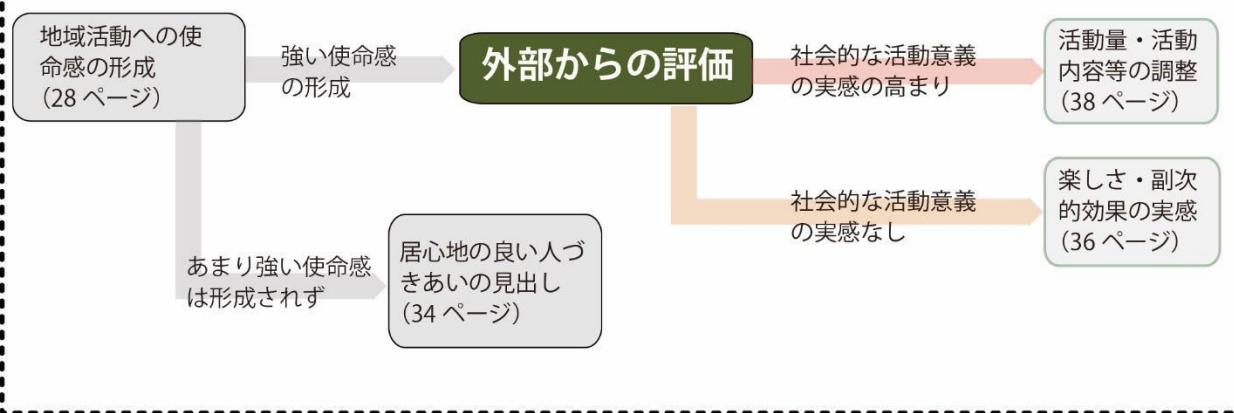 地域活動への使
命感の形成
（28 ページ）
強い使命感
の形成
外部からの評価
社会的な活動意義
の実感の高まり
活動量・活動
内容等の調整
（38 ページ）
社会的な活動意義
の実感なし
楽しさ・副次
的効果の実感
（36 ページ）
あまり強い使命感
は形成されず
居心地の良い人づ
きあいの見出し
（34 ページ）